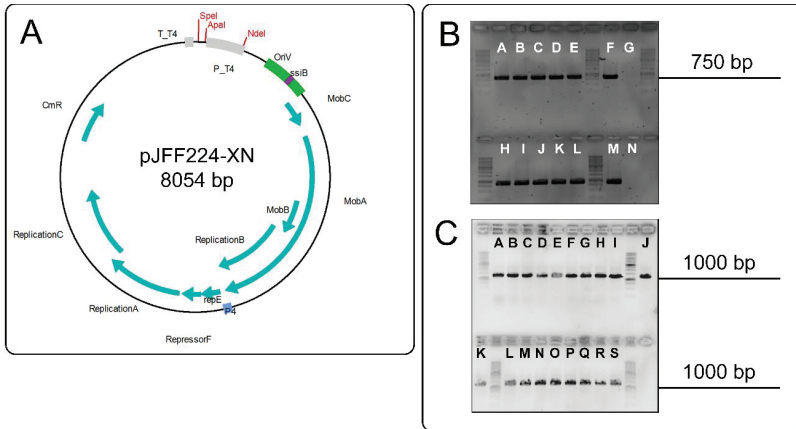 A
SpeI
ApaI
NdeI
T_T4
P_T4
OriV
ssiB
MobC
CmR
pJFF224-XN
8054 bp
MobA
MobB
ReplicationB
ReplicationC
ReplicationA
repE
P4
RepressorF
B
A B C D E F G
750 bp
H I J K L M N
C
A B C D E F G H I J
1000 bp
K L M N O P Q R S
1000 bp